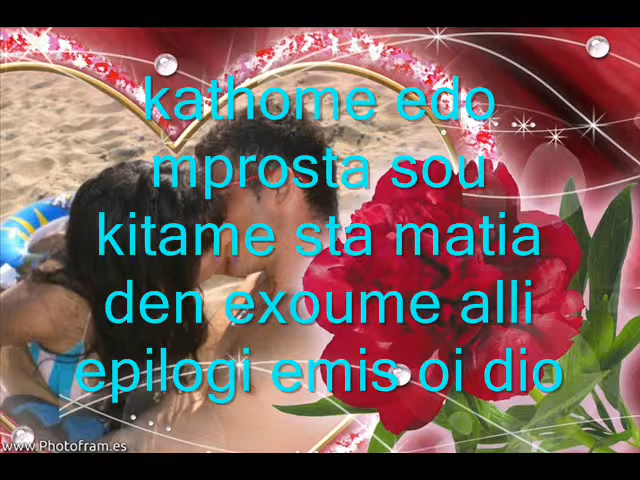 kathome edo
mprosta sou
kitame sta matia
den exoume alli
epilogi emis oi dio
www.Photofram.es